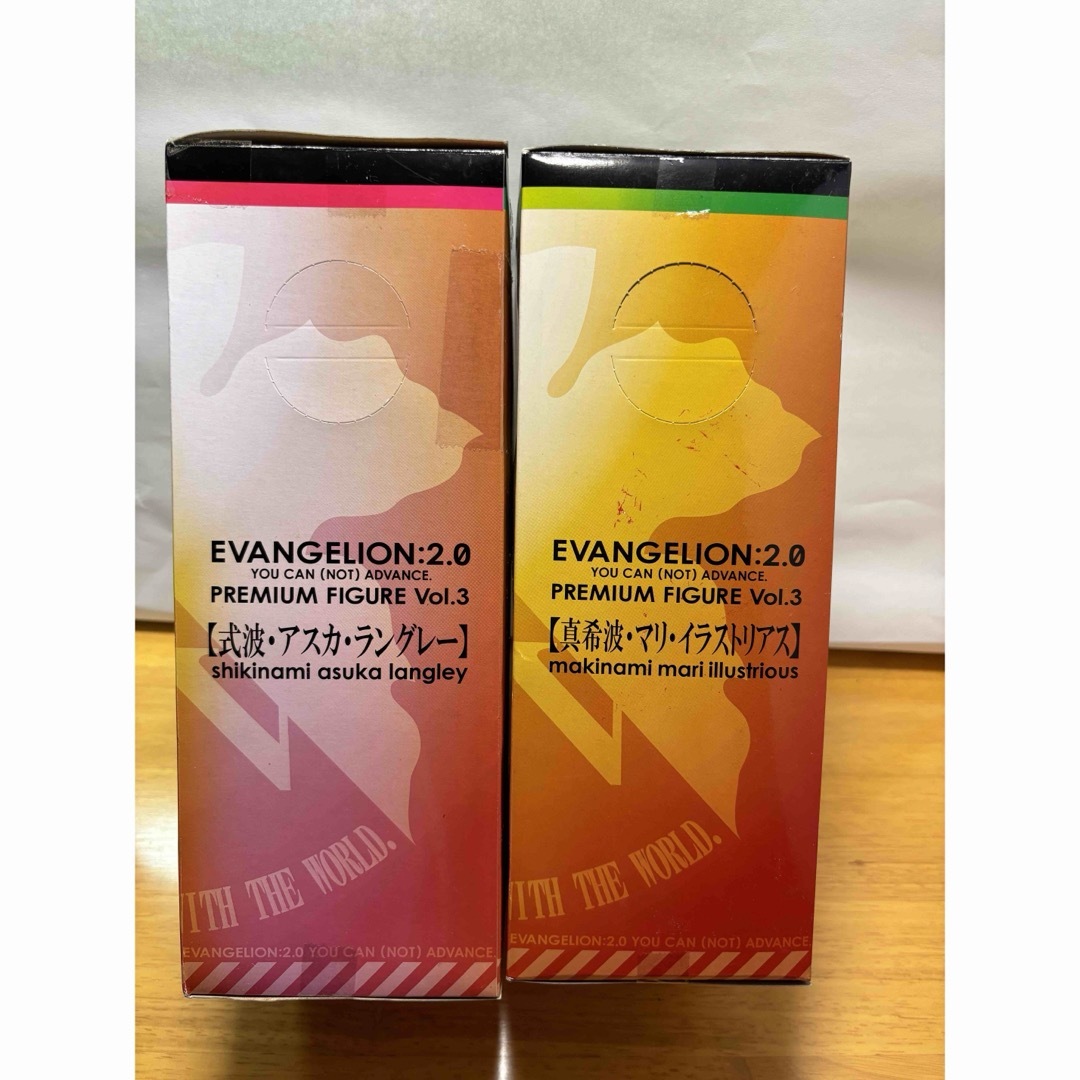 EVANGELION:2.0
YOU CAN (NOT) ADVANCE.
PREMIUM FIGURE Vol.3
【式波・アスカ・ラングレー】
shikinami asuka langley
WITH THE WORLD.
EVANGELION:2.0 YOU CAN (NOT) ADVANCE.
EVANGELION:2.0
YOU CAN (NOT) ADVANCE.
PREMIUM FIGURE Vol.3
【真希波・マリ・イラストリアス】
makinami mari illustrious
WITH THE WORLD.
EVANGELION:2.0 YOU CAN (NOT) ADVANCE.